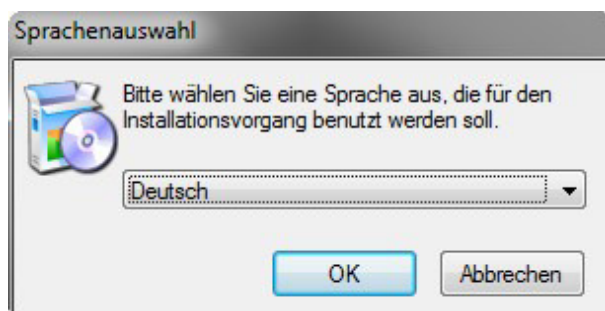 Sprachenauswahl
Bitte wählen Sie eine Sprache aus, die für den
Installationsvorgang benutzt werden soll.
Deutsch
OK
Abbrechen